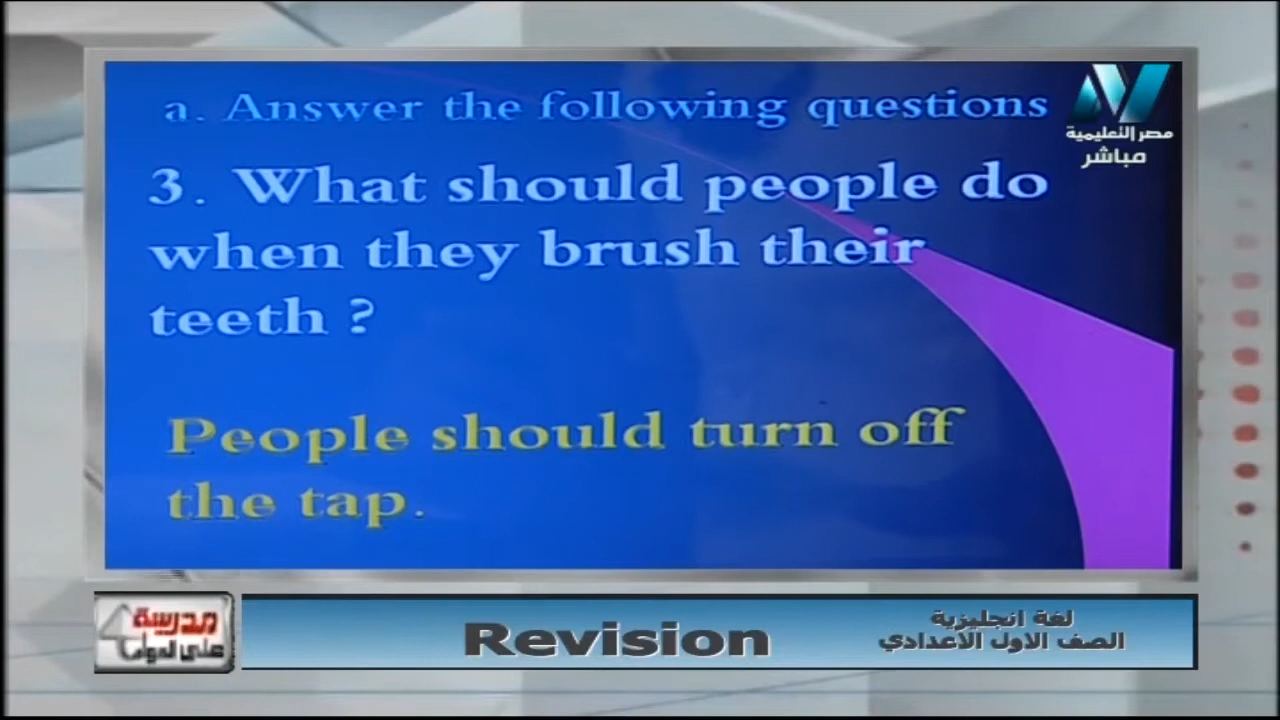 a. Answer the following questions
مصر التعليمية
مباشر
3. What should people do
when they brush their
teeth ?
People should turn off
the tap.
مدرسة
على الهواء
Revision
لغة انجليزية
الصف الاول الاعدادي